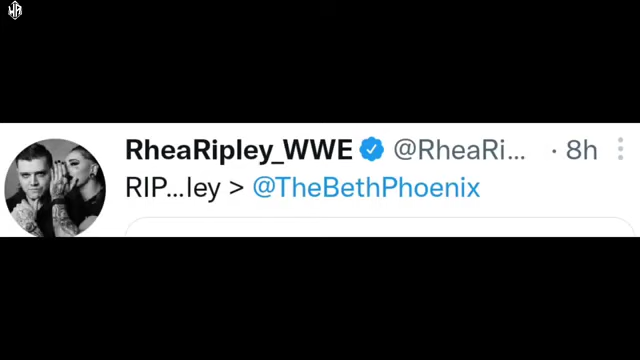 RheaRipley_WWE @RheaRi... · 8h
RIP...ley > @TheBethPhoenix